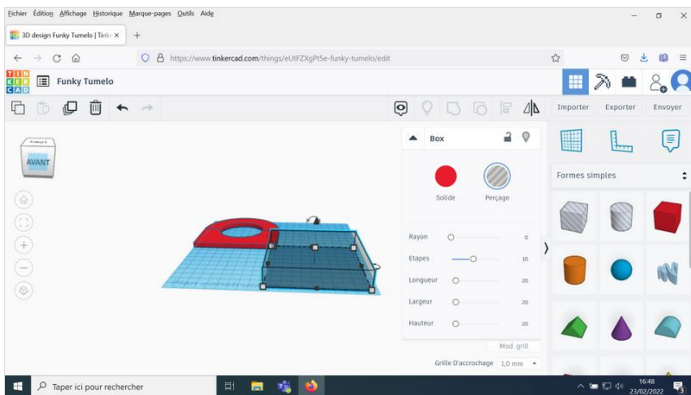 Fichier Édition Affichage Historique Marque-pages Outils Aide
3D design Funky Tumelo | Tinke
https://www.tinkercad.com/things/eUtFZXgPt5e-funky-tumelo/edit
TIN
KER
CAD
Funky Tumelo
Importer Exporter Envoyer
AVANT
Box
Solide Perçage
Formes simples
Rayon 0
Etapes 10
Longueur 20
Largeur 20
Hauteur 20
Mod. grill
Grille D'accrochage 1,0 mm
Taper ici pour rechercher
16:48
23/02/2022